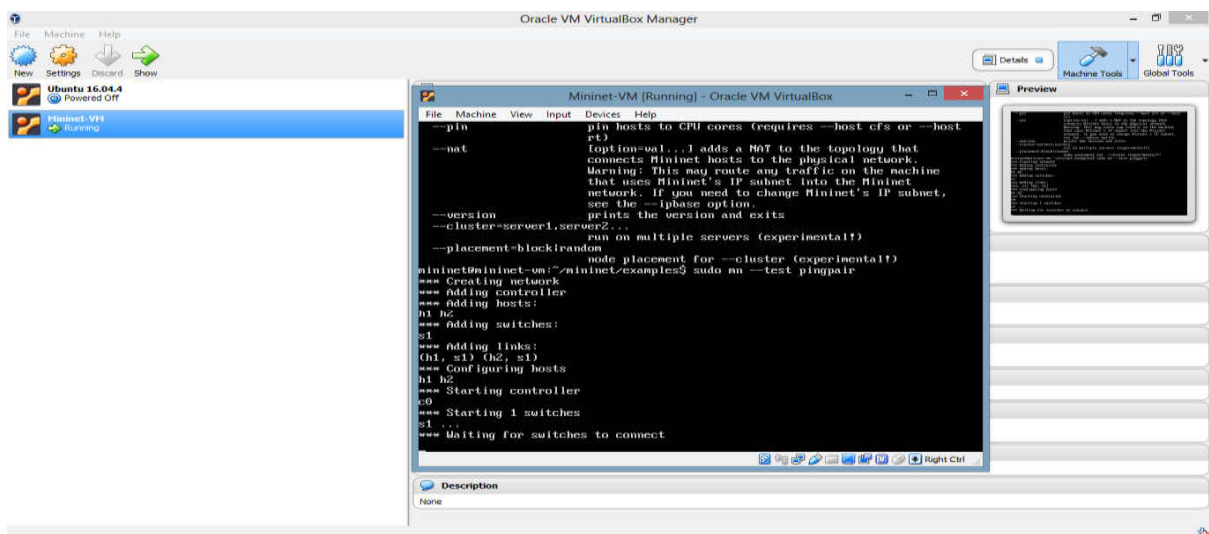 Oracle VM VirtualBox Manager
File Machine Help
New Settings Discard Show
Details
Machine Tools
Global Tools
Ubuntu 16.04.4
Powered Off
Mininet-VM
Running
Preview
Mininet-VM [Running] - Oracle VM VirtualBox
File Machine View Input Devices Help
--pin pin hosts to CPU cores (requires --host cfs or --host
rt)
--nat [option=val...] adds a NAT to the topology that
connects Mininet hosts to the physical network.
Warning: This may route any traffic on the machine
that uses Mininet's IP subnet into the Mininet
network. If you need to change Mininet's IP subnet,
see the --ipbase option.
--version prints the version and exits
--cluster=server1,server2...
run on multiple servers (experimental!)
--placement=block|random
node placement for --cluster (experimental!)
mininet@mininet-vm:~/mininet/examples$ sudo mn --test pingpair
*** Creating network
*** Adding controller
*** Adding hosts:
h1 h2
*** Adding switches:
s1
*** Adding links:
(h1, s1) (h2, s1)
*** Configuring hosts
h1 h2
*** Starting controller
c0
*** Starting 1 switches
s1 ...
*** Waiting for switches to connect
Right Ctrl
Description
None